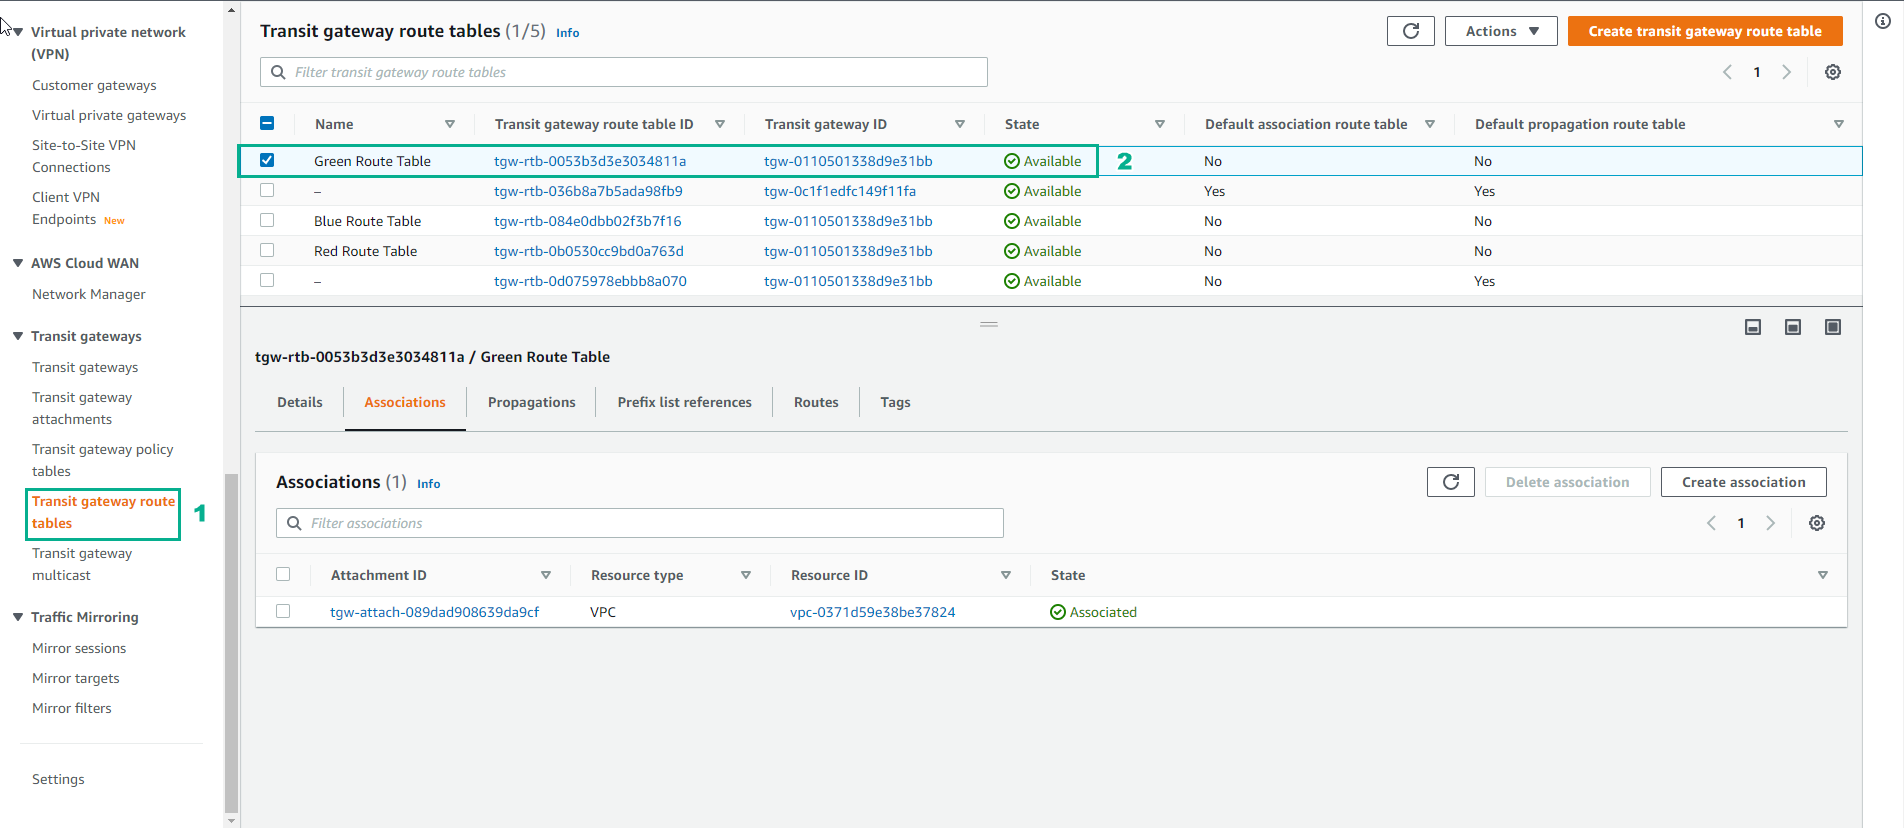 Virtual private network
(VPN)
Customer gateways
Virtual private gateways
Site-to-Site VPN
Connections
Client VPN
Endpoints New
AWS Cloud WAN
Network Manager
Transit gateways
Transit gateways
Transit gateway
attachments
Transit gateway policy
tables
Transit gateway route
tables
1
Transit gateway
multicast
Traffic Mirroring
Mirror sessions
Mirror targets
Mirror filters
Settings
Transit gateway route tables (1/5) Info
Actions
Create transit gateway route table
Filter transit gateway route tables
1
Name Transit gateway route table ID Transit gateway ID State Default association route table Default propagation route table
Green Route Table tgw-rtb-0053b3d3e3034811a tgw-0110501338d9e31bb Available 2 No No
– tgw-rtb-036b8a7b5ada98fb9 tgw-0c1f1edfc149f11fa Available Yes Yes
Blue Route Table tgw-rtb-084e0dbb02f3b7f16 tgw-0110501338d9e31bb Available No No
Red Route Table tgw-rtb-0b0530cc9bd0a763d tgw-0110501338d9e31bb Available No No
– tgw-rtb-0d075978ebbb8a070 tgw-0110501338d9e31bb Available No Yes
tgw-rtb-0053b3d3e3034811a / Green Route Table
Details Associations Propagations Prefix list references Routes Tags
Associations (1) Info
Delete association
Create association
Filter associations
1
Attachment ID Resource type Resource ID State
tgw-attach-089dad908639da9cf VPC vpc-0371d59e38be37824 Associated